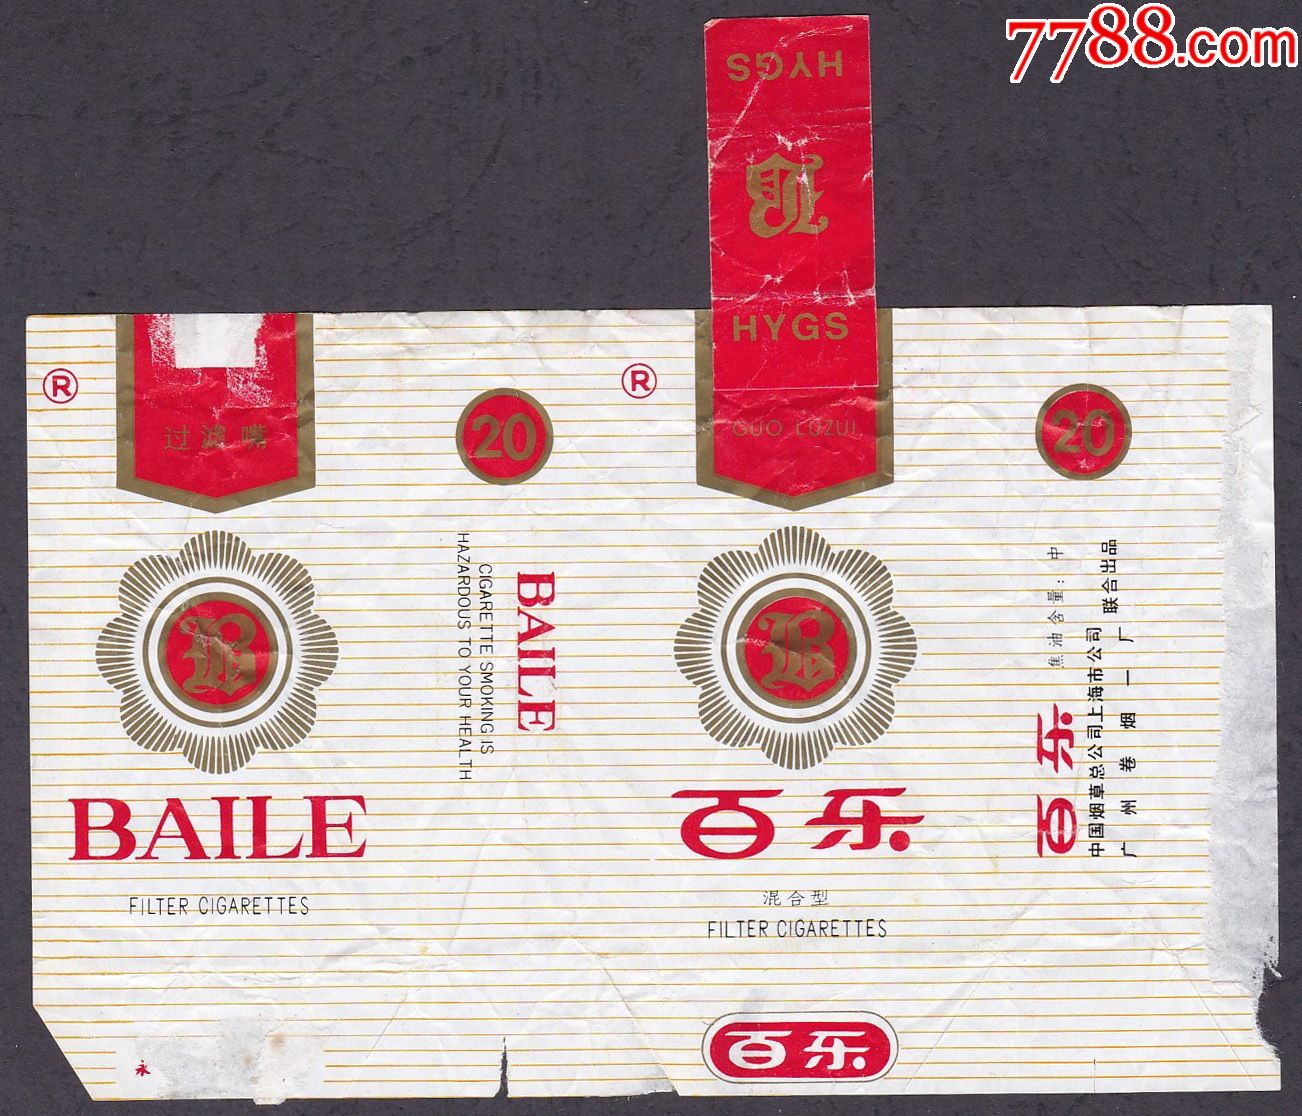 7788.com
HYGS
B
HYGS
GUO LÜZUI
®
过滤嘴
20
®
20
B
BAILE
FILTER CIGARETTES
永
CIGARETTE SMOKING IS
HAZARDOUS TO YOUR HEALTH
BAILE
B
百乐
混合型
FILTER CIGARETTES
百乐
百乐
焦油含量：中
中国烟草总公司上海市公司
广州卷烟一厂
联合出品